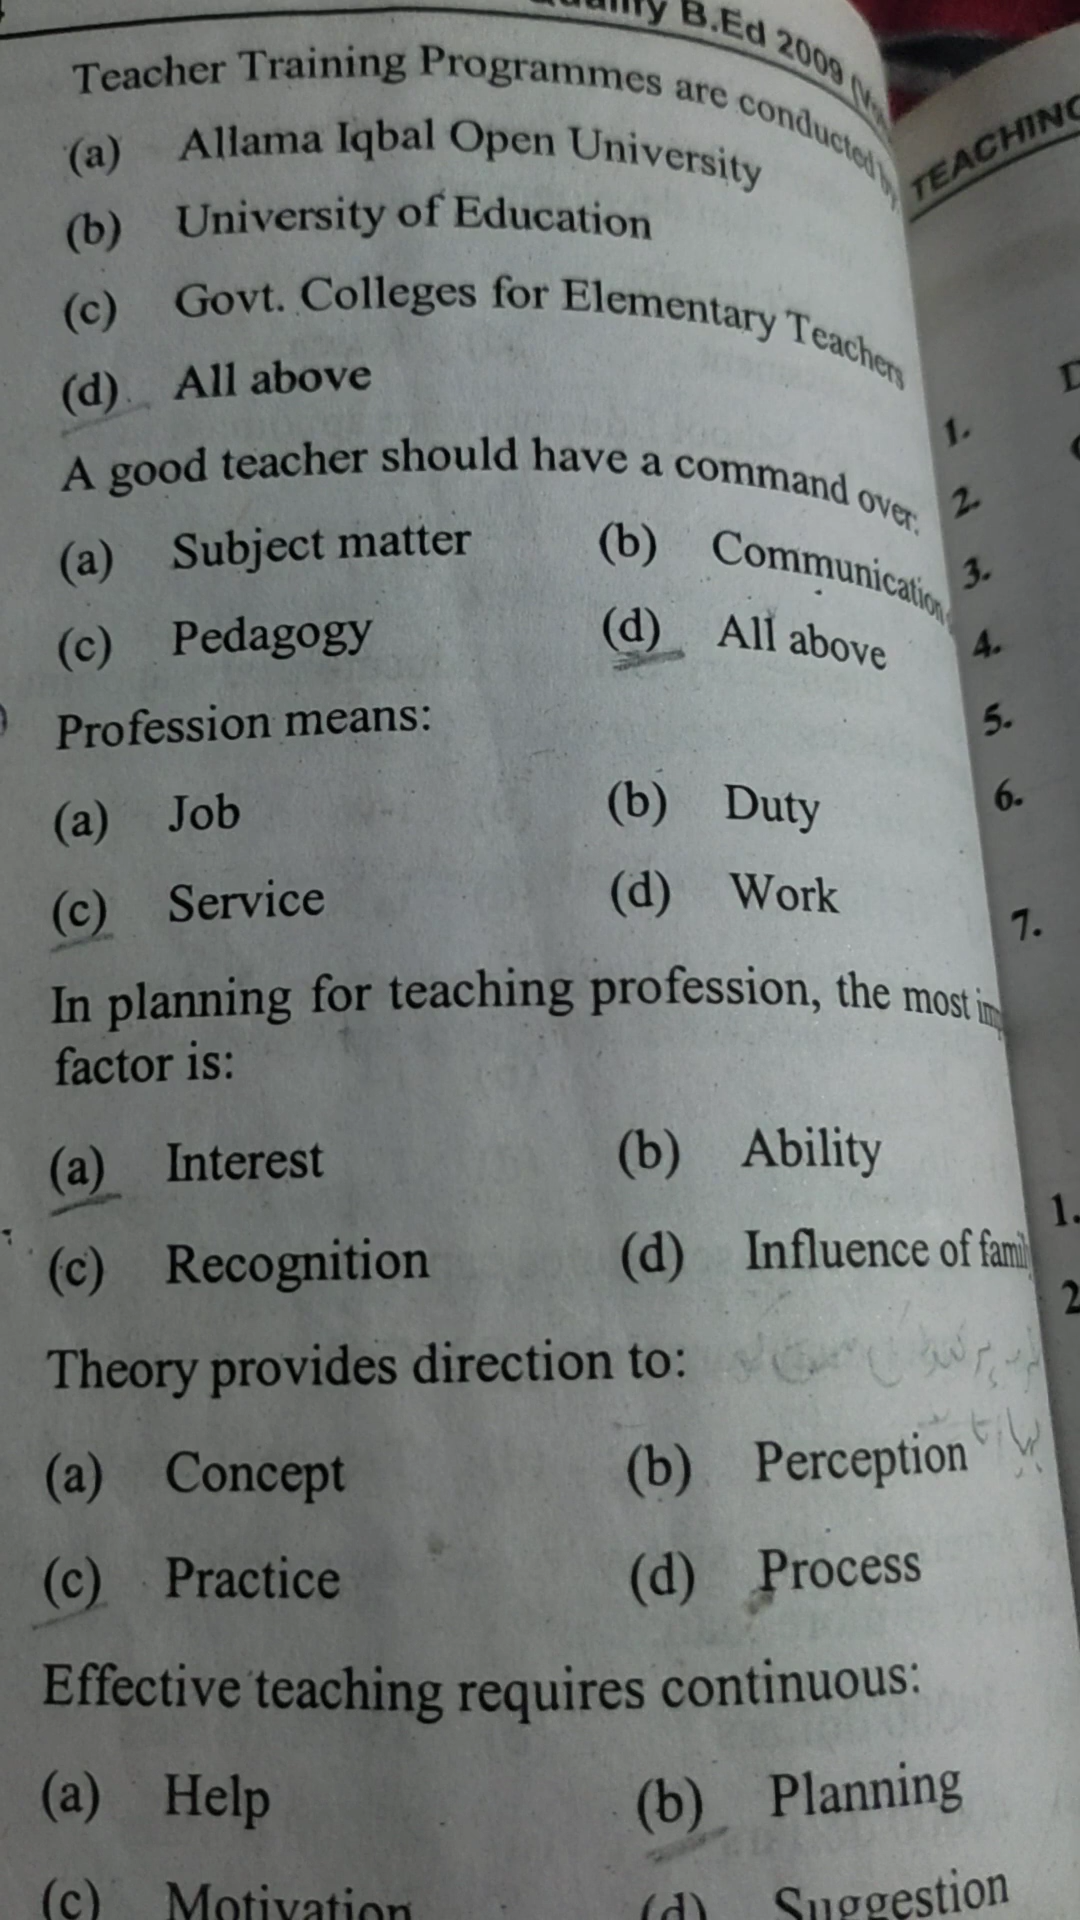 B.Ed 2009
Teacher Training Programmes are conducted by:
(a) Allama Iqbal Open University
(b) University of Education
(c) Govt. Colleges for Elementary Teachers
(d) All above
A good teacher should have a command over:
(a) Subject matter (b) Communication
(c) Pedagogy (d) All above
Profession means:
(a) Job (b) Duty
(c) Service (d) Work
In planning for teaching profession, the most
factor is:
(a) Interest (b) Ability
(c) Recognition (d) Influence of family
Theory provides direction to:
(a) Concept (b) Perception
(c) Practice (d) Process
Effective teaching requires continuous:
(a) Help (b) Planning
(c) Motivation (d) Suggestion
TEACHING
1.
2.
3.
4.
5.
6.
7.
1.
2